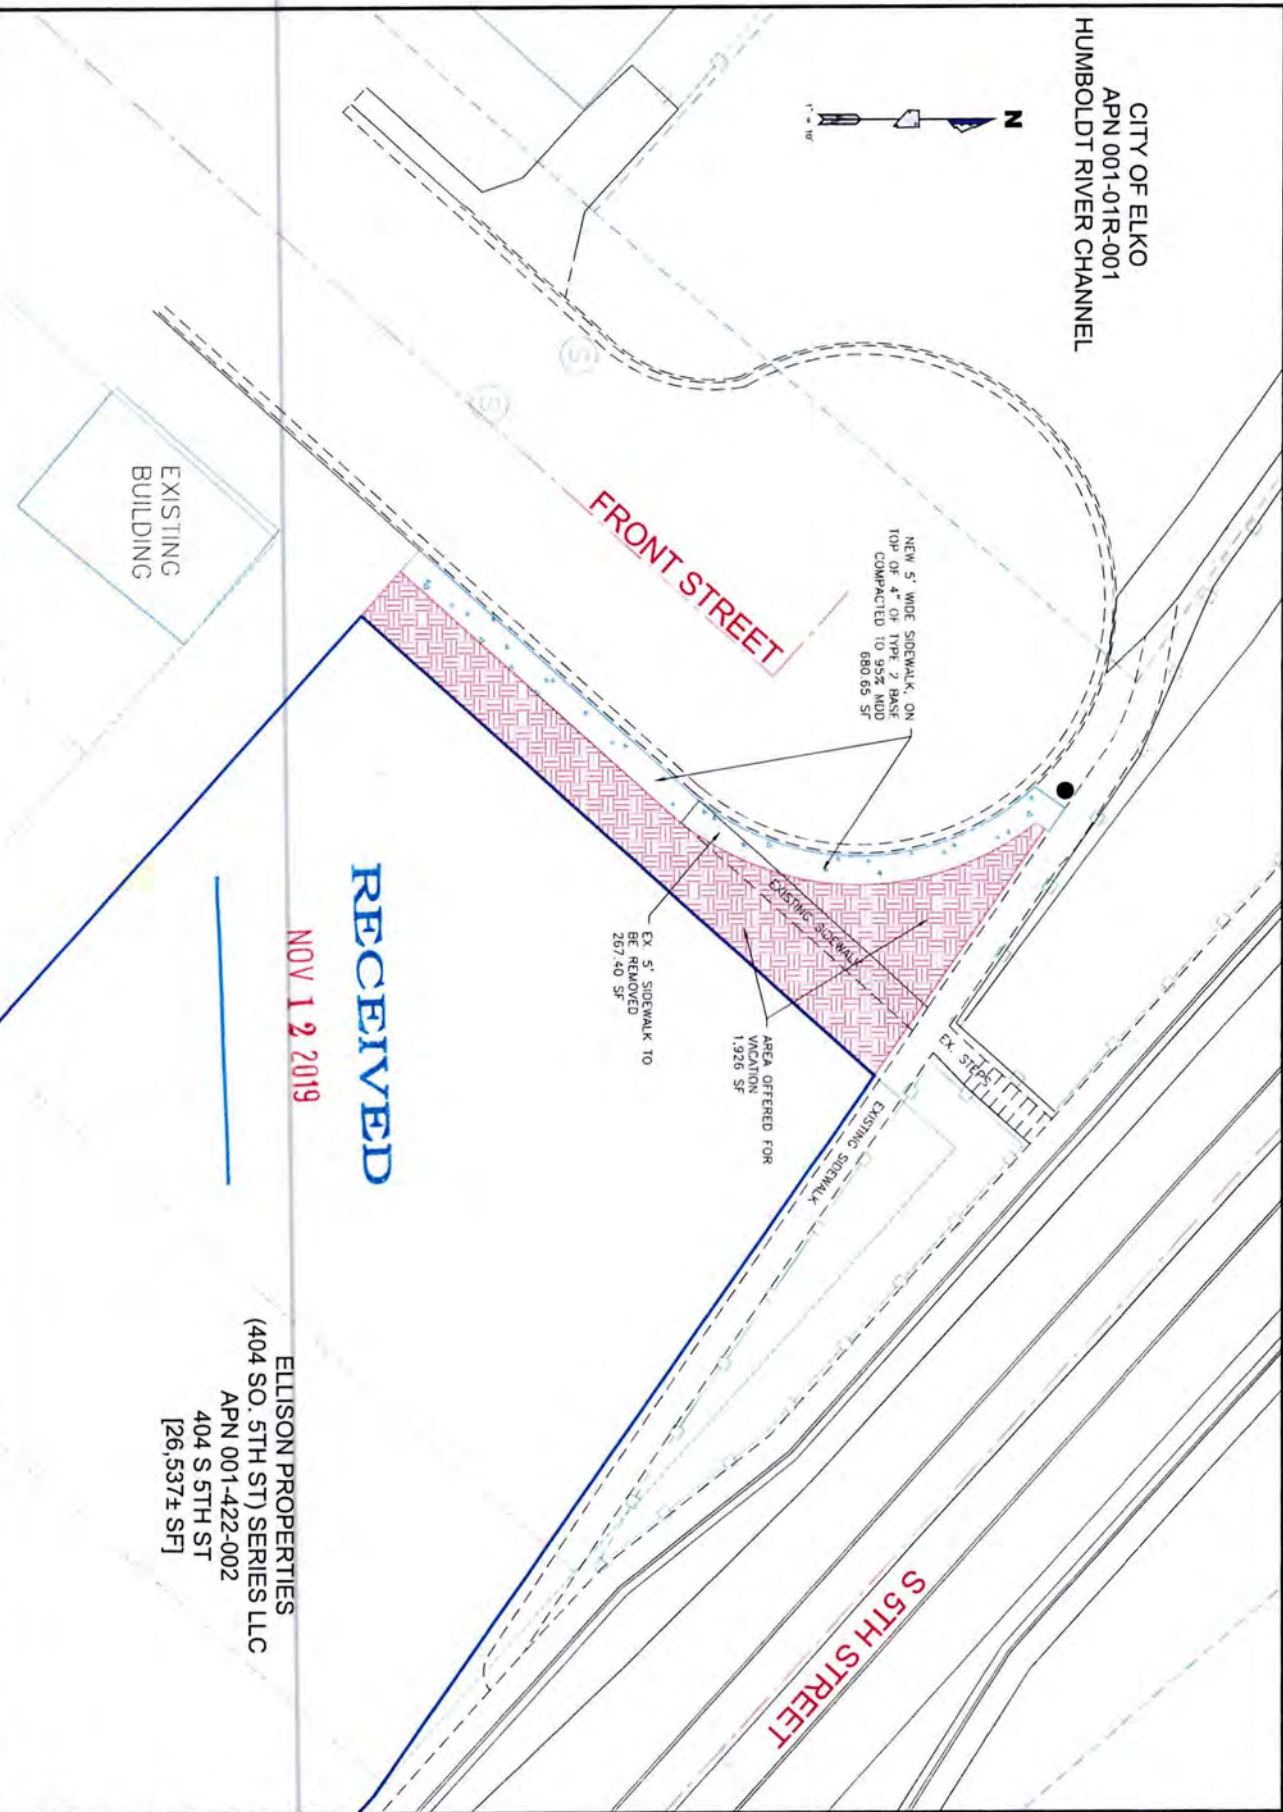 CITY OF ELKO
APN 001-01R-001
HUMBOLDT RIVER CHANNEL
N
1" = 10'
NEW 5' WIDE SIDEWALK, ON
TOP OF 4" OF TYPE 2 BASE
COMPACTED TO 95% MDD
680.65 SF
FRONT STREET
S
S
EXISTING
BUILDING
EXISTING SIDEWALK
EX. STEPS
EXISTING SIDEWALK
AREA OFFERED FOR
VACATION
1,926 SF
EX 5' SIDEWALK TO
BE REMOVED
267.40 SF
RECEIVED
NOV 12 2019
S 5TH STREET
ELLISON PROPERTIES
(404 SO. 5TH ST) SERIES LLC
APN 001-422-002
404 S 5TH ST
[26,537± SF]